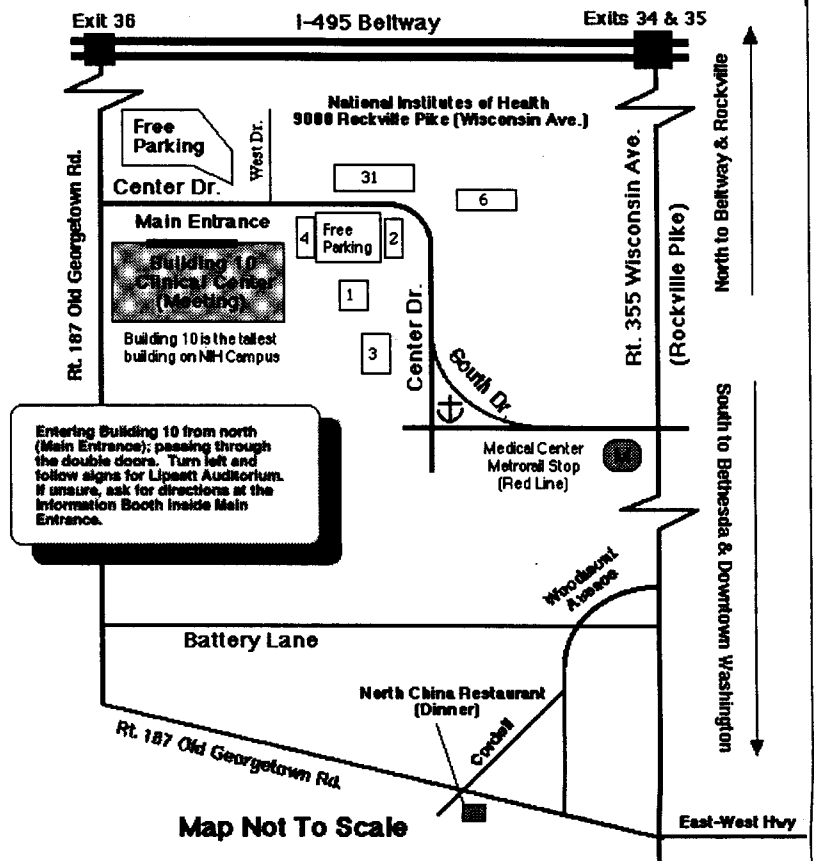 Exit 36
I-495 Beltway
Exits 34 & 35
National Institutes of Health
9000 Rockville Pike (Wisconsin Ave.)
Free
Parking
West Dr.
Center Dr.
31
6
Main Entrance
4
Free
Parking
2
Building 10
Clinical Center
(Meeting)
1
Building 10 is the tallest
building on NIH Campus
3
Center Dr.
South Dr.
Rt. 187 Old Georgetown Rd.
Rt. 355 Wisconsin Ave.
(Rockville Pike)
North to Beltway & Rockville
South to Bethesda & Downtown Washington
Entering Building 10 from north
(Main Entrance); passing through
the double doors. Turn left and
follow signs for Lipsett Auditorium.
If unsure, ask for directions at the
Information Booth inside Main
Entrance.
Medical Center
Metrorail Stop
(Red Line)
M
Woodmont
Avenue
Battery Lane
North China Restaurant
(Dinner)
Cordell
Rt. 187 Old Georgetown Rd.
Map Not To Scale
East-West Hwy